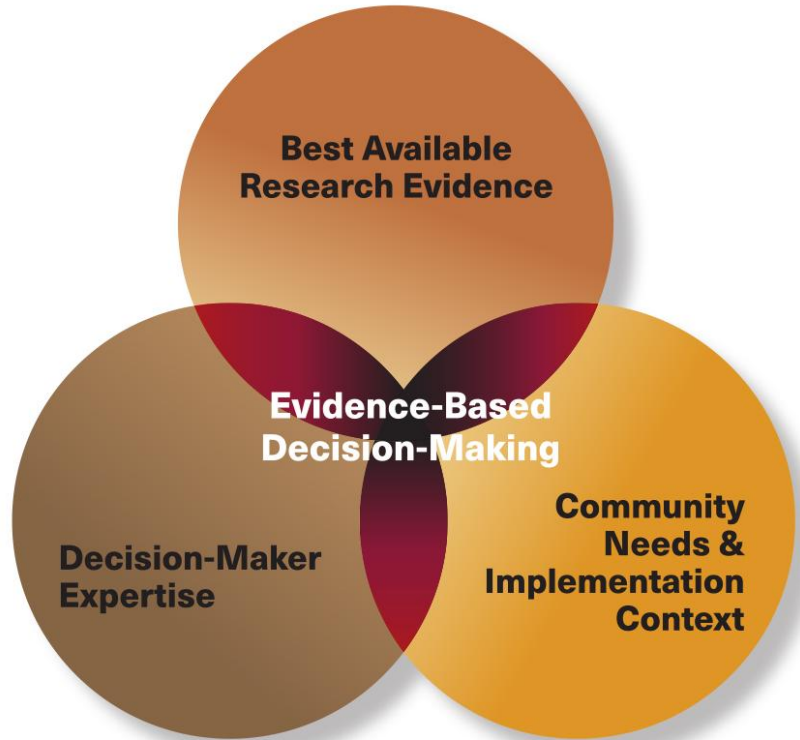 Best Available
Research Evidence
Evidence-Based
Decision-Making
Decision-Maker
Expertise
Community
Needs &
Implementation
Context